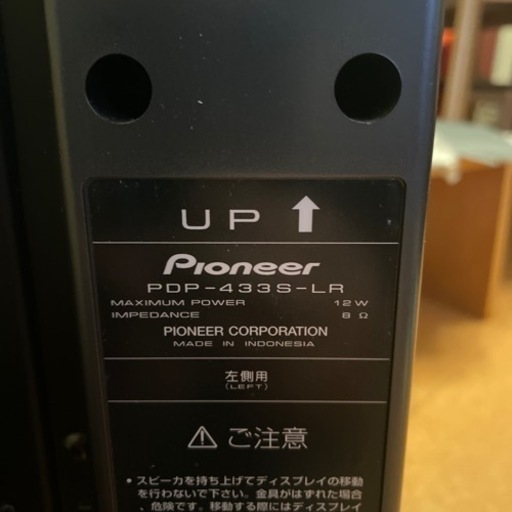 UP ↑
Pioneer
PDP-433S-LR
MAXIMUM POWER 12W
IMPEDANCE 8 Ω
PIONEER CORPORATION
MADE IN INDONESIA
左側用
(LEFT)
⚠ ご注意
• スピーカを持ち上げてディスプレイの移動
を行わないで下さい。金具がはずれた場合
、危険です。移動する際にはディスプレイ